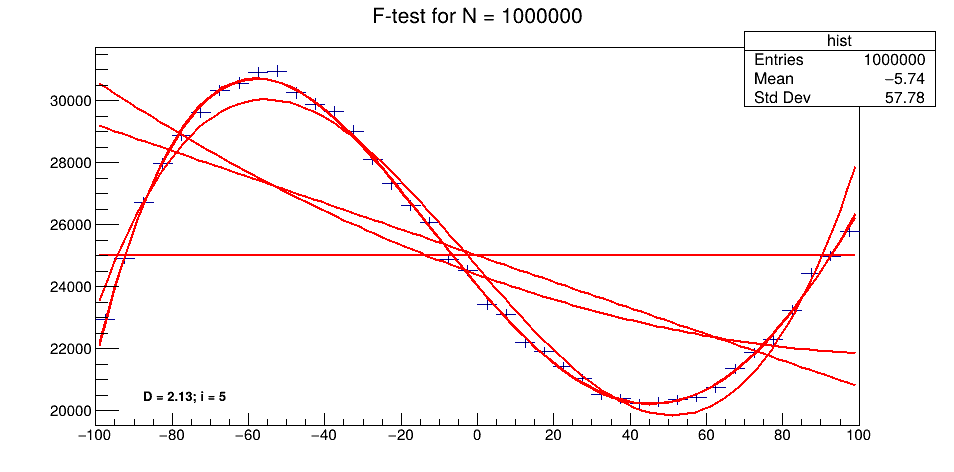 F-test for N = 1000000
hist
Entries 1000000
Mean −5.74
Std Dev 57.78
30000
28000
26000
24000
22000
20000
D = 2.13; i = 5
−100 −80 −60 −40 −20 0 20 40 60 80 100